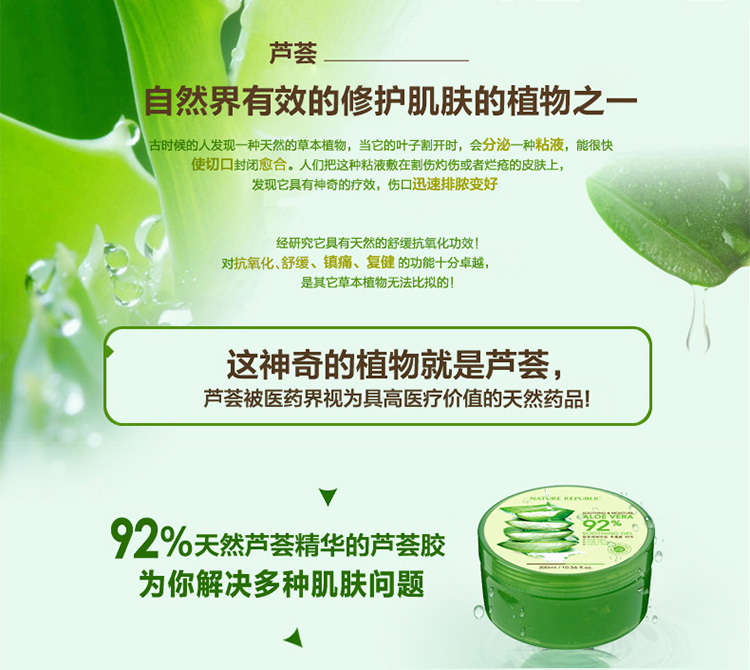 芦荟
自然界有效的修护肌肤的植物之一
古时候的人发现一种天然的草本植物，当它的叶子割开时，会分泌一种粘液，能很快
使切口封闭愈合。人们把这种粘液敷在割伤灼伤或者烂疮的皮肤上，
发现它具有神奇的疗效，伤口迅速排脓变好
经研究它具有天然的舒缓抗氧化功效！
对抗氧化、舒缓、镇痛、复健的功能十分卓越，
是其它草本植物无法比拟的！
这神奇的植物就是芦荟，
芦荟被医药界视为具高医疗价值的天然药品！
92%天然芦荟精华的芦荟胶
为你解决多种肌肤问题
NATURE REPUBLIC
SOOTHING & MOISTURE
ALOE VERA
92%
SOOTHING GEL
300ml / 10.56 fl.oz.